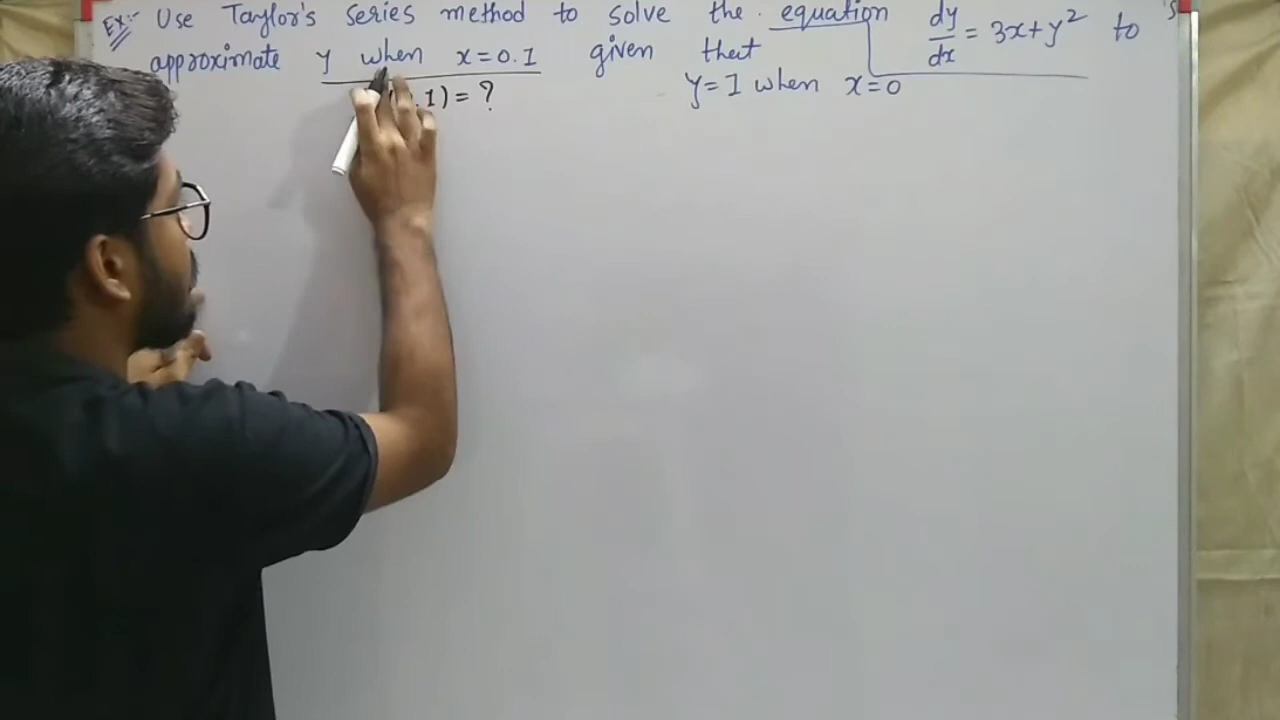 Ex:- Use Taylor's series method to solve the equation dy/dx = 3x+y² to
approximate y when x=0.1 given that
y=1 when x=0
.1)=?
's